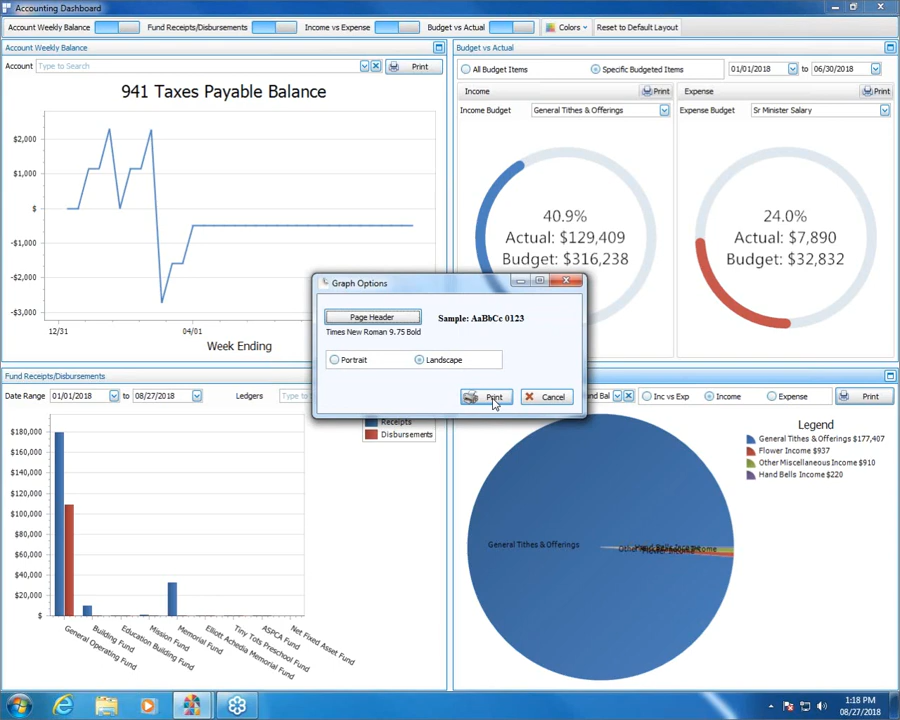 Accounting Dashboard
Account Weekly Balance Fund Receipts/Disbursements Income vs Expense Budget vs Actual Colors Reset to Default Layout
Account Weekly Balance
Account Type to Search Print
941 Taxes Payable Balance
$2,000
$1,000
$
-$1,000
-$2,000
-$3,000
12/31 04/01
Week Ending
Budget vs Actual
All Budget Items Specific Budgeted Items 01/01/2018 to 06/30/2018
Income Print
Income Budget General Tithes & Offerings
40.9%
Actual: $129,409
Budget: $316,238
Expense Print
Expense Budget Sr Minister Salary
24.0%
Actual: $7,890
Budget: $32,832
Graph Options
Page Header Sample: AaBbCc 0123
Times New Roman 9.75 Bold
Portrait Landscape
Print Cancel
Fund Receipts/Disbursements
Date Range 01/01/2018 to 08/27/2018 Ledgers Type to
Receipts
Disbursements
$180,000
$160,000
$140,000
$120,000
$100,000
$80,000
$60,000
$40,000
$20,000
$
General Operating Fund
Building Fund
Education Building Fund
Mission Fund
Memorial Fund
Elliott Achedia Memorial Fund
Tiny Tots Preschool Fund
ASPCA Fund
Net Fixed Asset Fund
und Bal Inc vs Exp Income Expense Print
Legend
General Tithes & Offerings $177,407
Flower Income $937
Other Miscellaneous Income $910
Hand Bells Income $220
General Tithes & Offerings
1:18 PM
08/27/2018